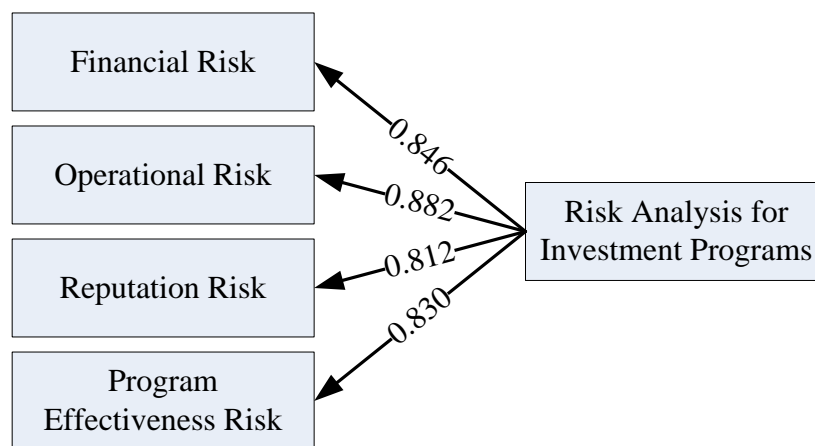 Financial Risk
Operational Risk
Reputation Risk
Program
Effectiveness Risk
0.846
0.882
0.812
0.830
Risk Analysis for
Investment Programs